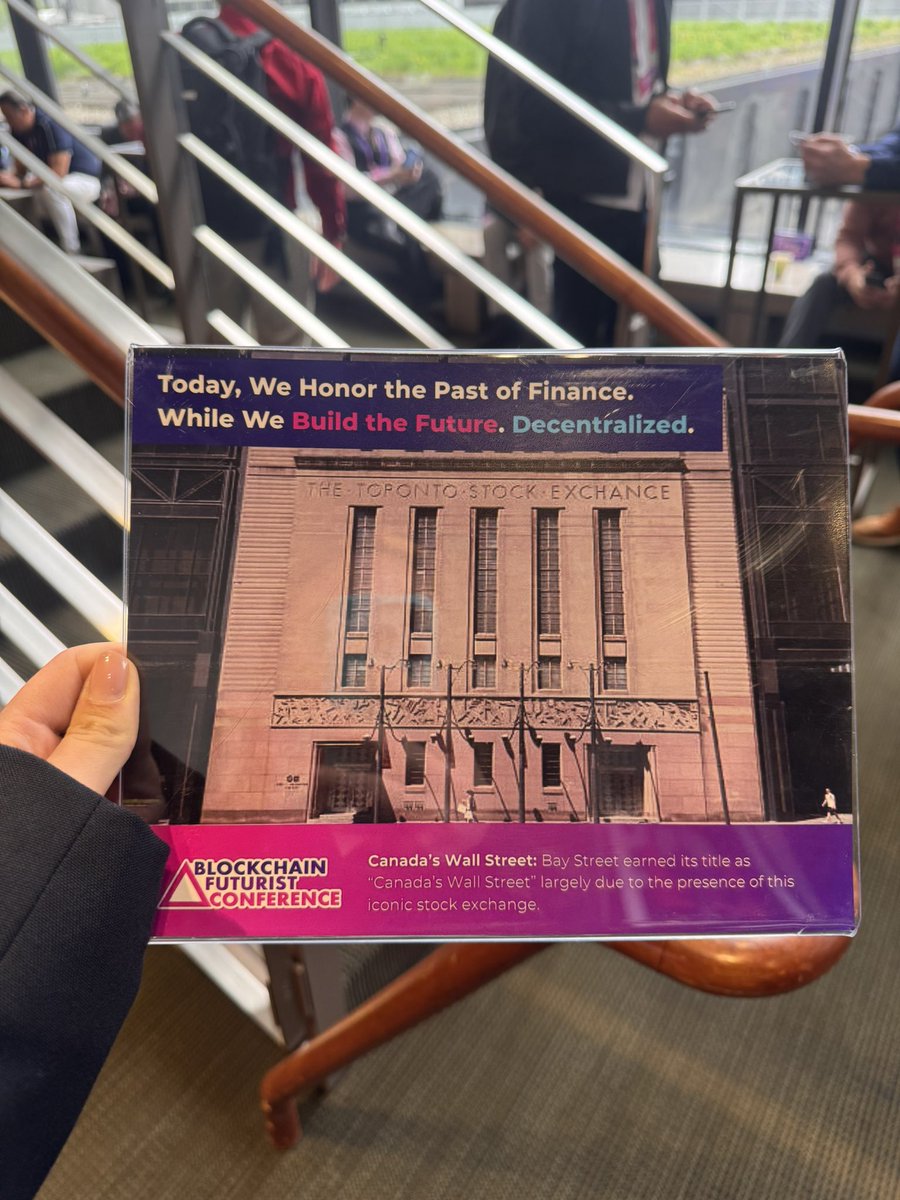 Today, We Honor the Past of Finance.
While We Build the Future. Decentralized.
THE·TORONTO·STOCK·EXCHANGE
BLOCKCHAIN
FUTURIST
CONFERENCE
Canada's Wall Street: Bay Street earned its title as
"Canada's Wall Street" largely due to the presence of this
iconic stock exchange.